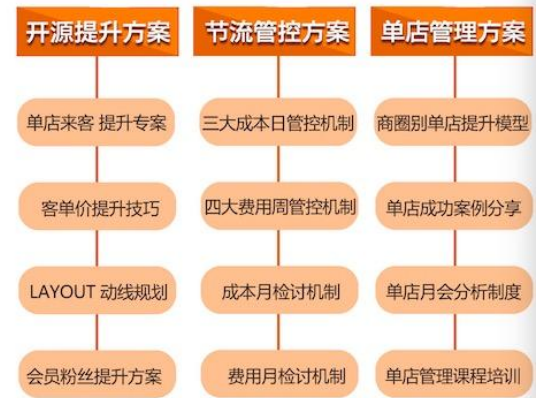 开源提升方案
单店来客 提升专案
客单价提升技巧
LAYOUT 动线规划
会员粉丝提升方案
节流管控方案
三大成本日管控机制
四大费用周管控机制
成本月检讨机制
费用月检讨机制
单店管理方案
商圈别单店提升模型
单店成功案例分享
单店月会分析制度
单店管理课程培训